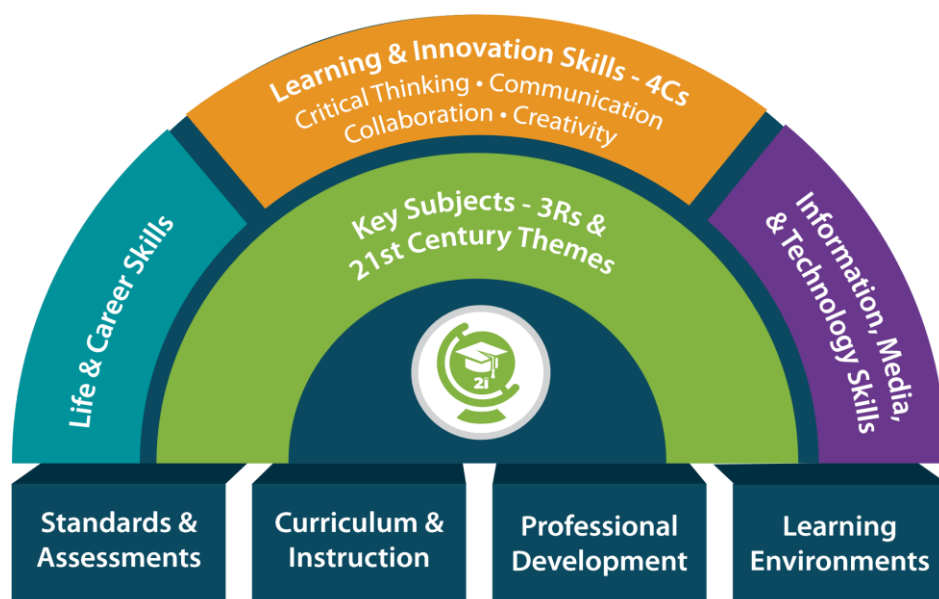 Learning & Innovation Skills - 4Cs
Critical Thinking • Communication
Collaboration • Creativity
Life & Career Skills
Key Subjects - 3Rs &
21st Century Themes
Information, Media,
& Technology Skills
2i
Standards &
Assessments
Curriculum &
Instruction
Professional
Development
Learning
Environments